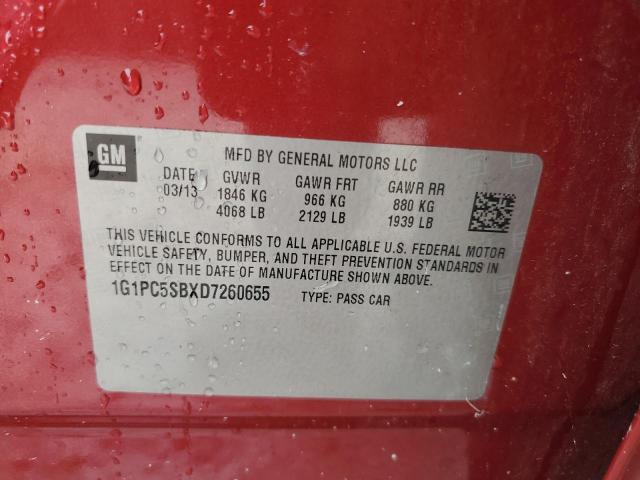 GM
MFD BY GENERAL MOTORS LLC
DATE GVWR GAWR FRT GAWR RR
03/13 1846 KG 966 KG 880 KG
4068 LB 2129 LB 1939 LB
THIS VEHICLE CONFORMS TO ALL APPLICABLE U.S. FEDERAL MOTOR
VEHICLE SAFETY, BUMPER, AND THEFT PREVENTION STANDARDS IN
EFFECT ON THE DATE OF MANUFACTURE SHOWN ABOVE.
1G1PC5SBXD7260655 TYPE: PASS CAR